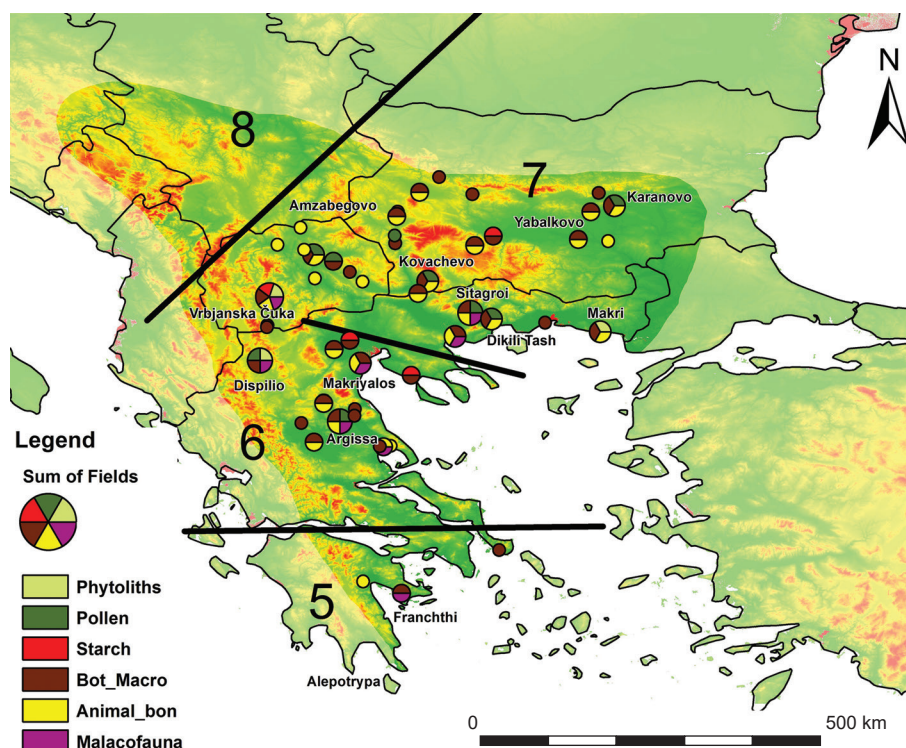 N
8
7
Amzabegovo
Karanovo
Yabalkovo
Kovachevo
Sitagroi
Vrbjanska Čuka
Makri
Dikili Tash
Dispilio
Makriyalos
Legend
6
Argissa
Sum of Fields
5
Phytoliths
Pollen
Franchthi
Starch
Bot_Macro
Alepotrypa
Animal_bon
0
500 km
Malacofauna